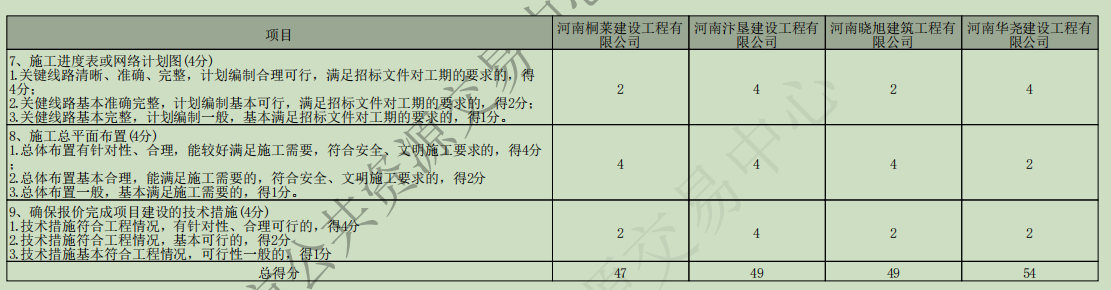 项目
河南桐莱建设工程有
限公司
河南汴垦建设工程有
限公司
河南晓旭建筑工程有
限公司
河南华尧建设工程有
限公司
7、施工进度表或网络计划图(4分)
1.关键线路清晰、准确、完整，计划编制合理可行，满足招标文件对工期的要求的，得
4分；
2.关健线路基本准确完整，计划编制基本可行，满足招标文件对工期的要求的，得2分；
3.关健线路基本完整，计划编制一般，基本满足招标文件对工期的要求的，得1分。
2
4
2
4
8、施工总平面布置(4分)
1.总体布置有针对性、合理，能较好满足施工需要，符合安全、文明施工要求的，得4分
；
2.总体布置基本合理，能满足施工需要的，符合安全、文明施工要求的，得2分
3.总体布置一般，基本满足施工需要的，得1分。
4
4
4
2
9、确保报价完成项目建设的技术措施(4分)
1.技术措施符合工程情况，有针对性、合理可行的，得4分
2.技术措施符合工程情况，基本可行的，得2分
3.技术措施基本符合工程情况，可行性一般的，得1分
2
4
2
2
总得分
47
49
49
54
公共资源交易中心
源交易中心